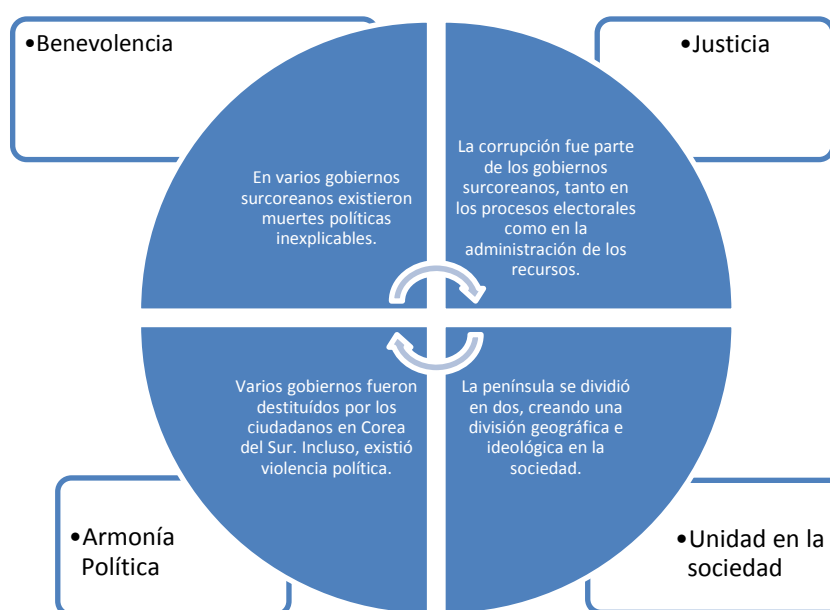 •Benevolencia
En varios gobiernos
surcoreanos existieron
muertes políticas
inexplicables.
•Justicia
La corrupción fue parte
de los gobiernos
surcoreanos, tanto en
los procesos electorales
como en la
administración de los
recursos.
Varios gobiernos fueron
destituídos por los
ciudadanos en Corea
del Sur. Incluso, existió
violencia política.
•Armonía
Política
La península se dividió
en dos, creando una
división geográfica e
ideológica en la
sociedad.
•Unidad en la
sociedad